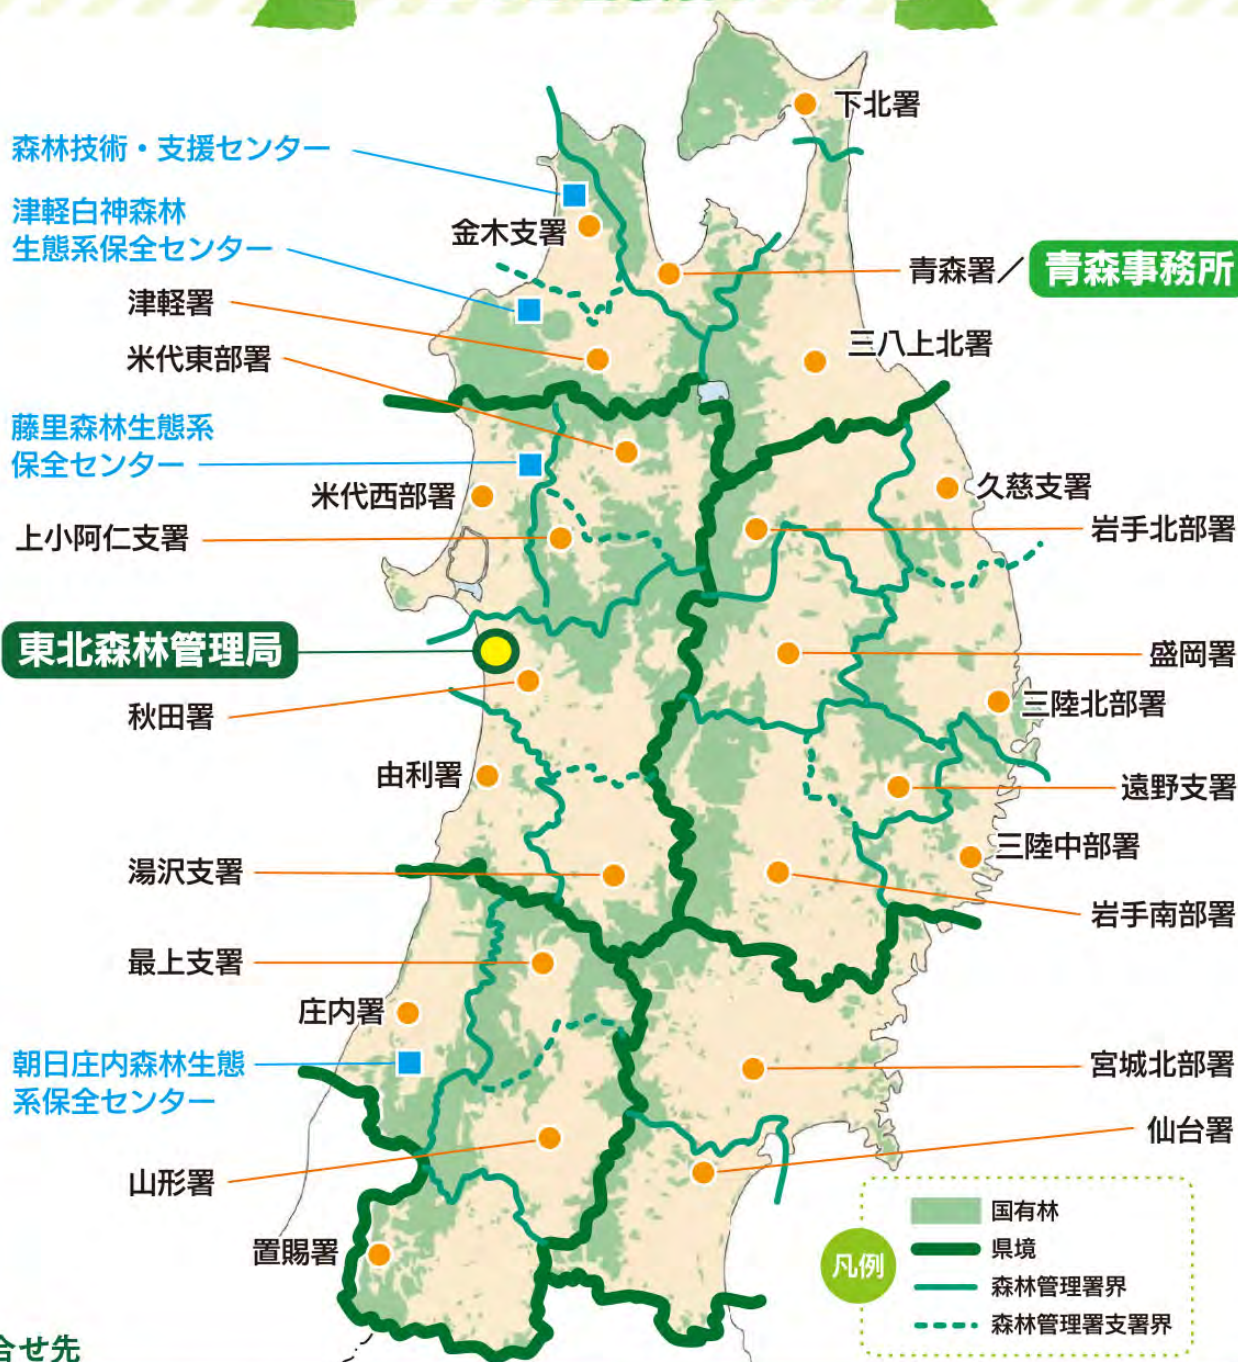 下北署
森林技術・支援センター
津軽白神森林
生態系保全センター
金木支署
青森署／ 青森事務所
津軽署
三八上北署
米代東部署
藤里森林生態系
保全センター
米代西部署
久慈支署
上小阿仁支署
岩手北部署
東北森林管理局
盛岡署
秋田署
三陸北部署
由利署
遠野支署
湯沢支署
三陸中部署
岩手南部署
最上支署
庄内署
朝日庄内森林生態
系保全センター
宮城北部署
仙台署
山形署
置賜署
凡例
国有林
県境
森林管理署界
森林管理署支署界
合せ先